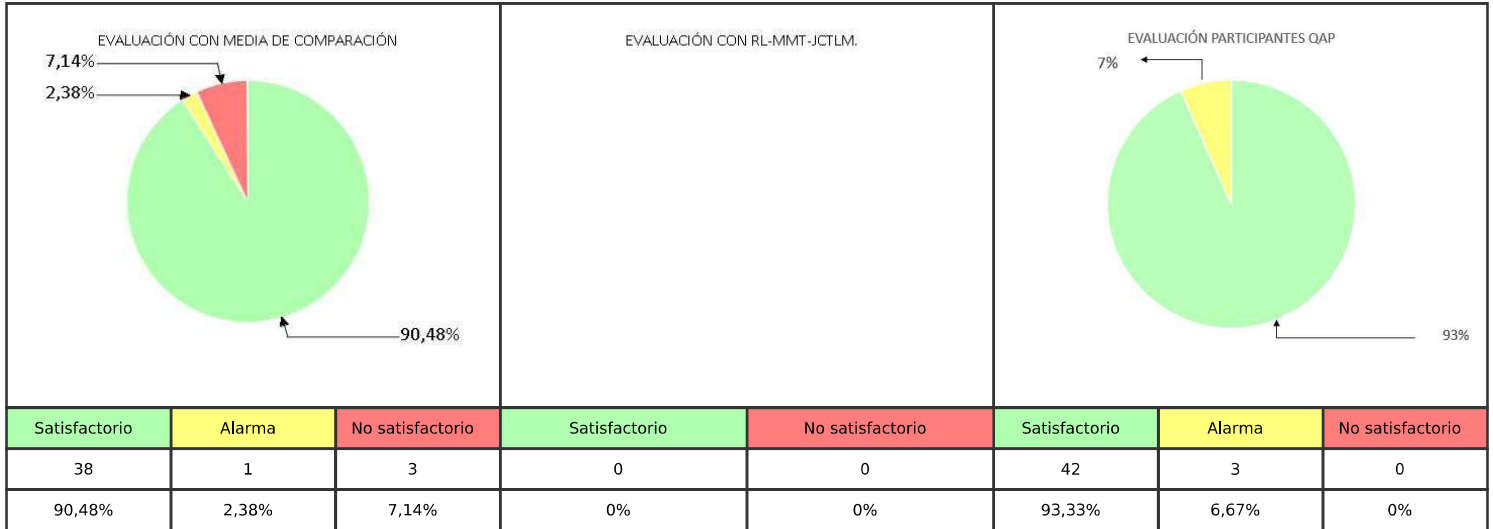 EVALUACIÓN CON MEDIA DE COMPARACIÓN
7,14%
2,38%
90,48%
EVALUACIÓN CON RL-MMT-JCTLM.
EVALUACIÓN PARTICIPANTES QAP
7%
93%
Satisfactorio Alarma No satisfactorio Satisfactorio No satisfactorio Satisfactorio Alarma No satisfactorio
38 1 3 0 0 42 3 0
90,48% 2,38% 7,14% 0% 0% 93,33% 6,67% 0%